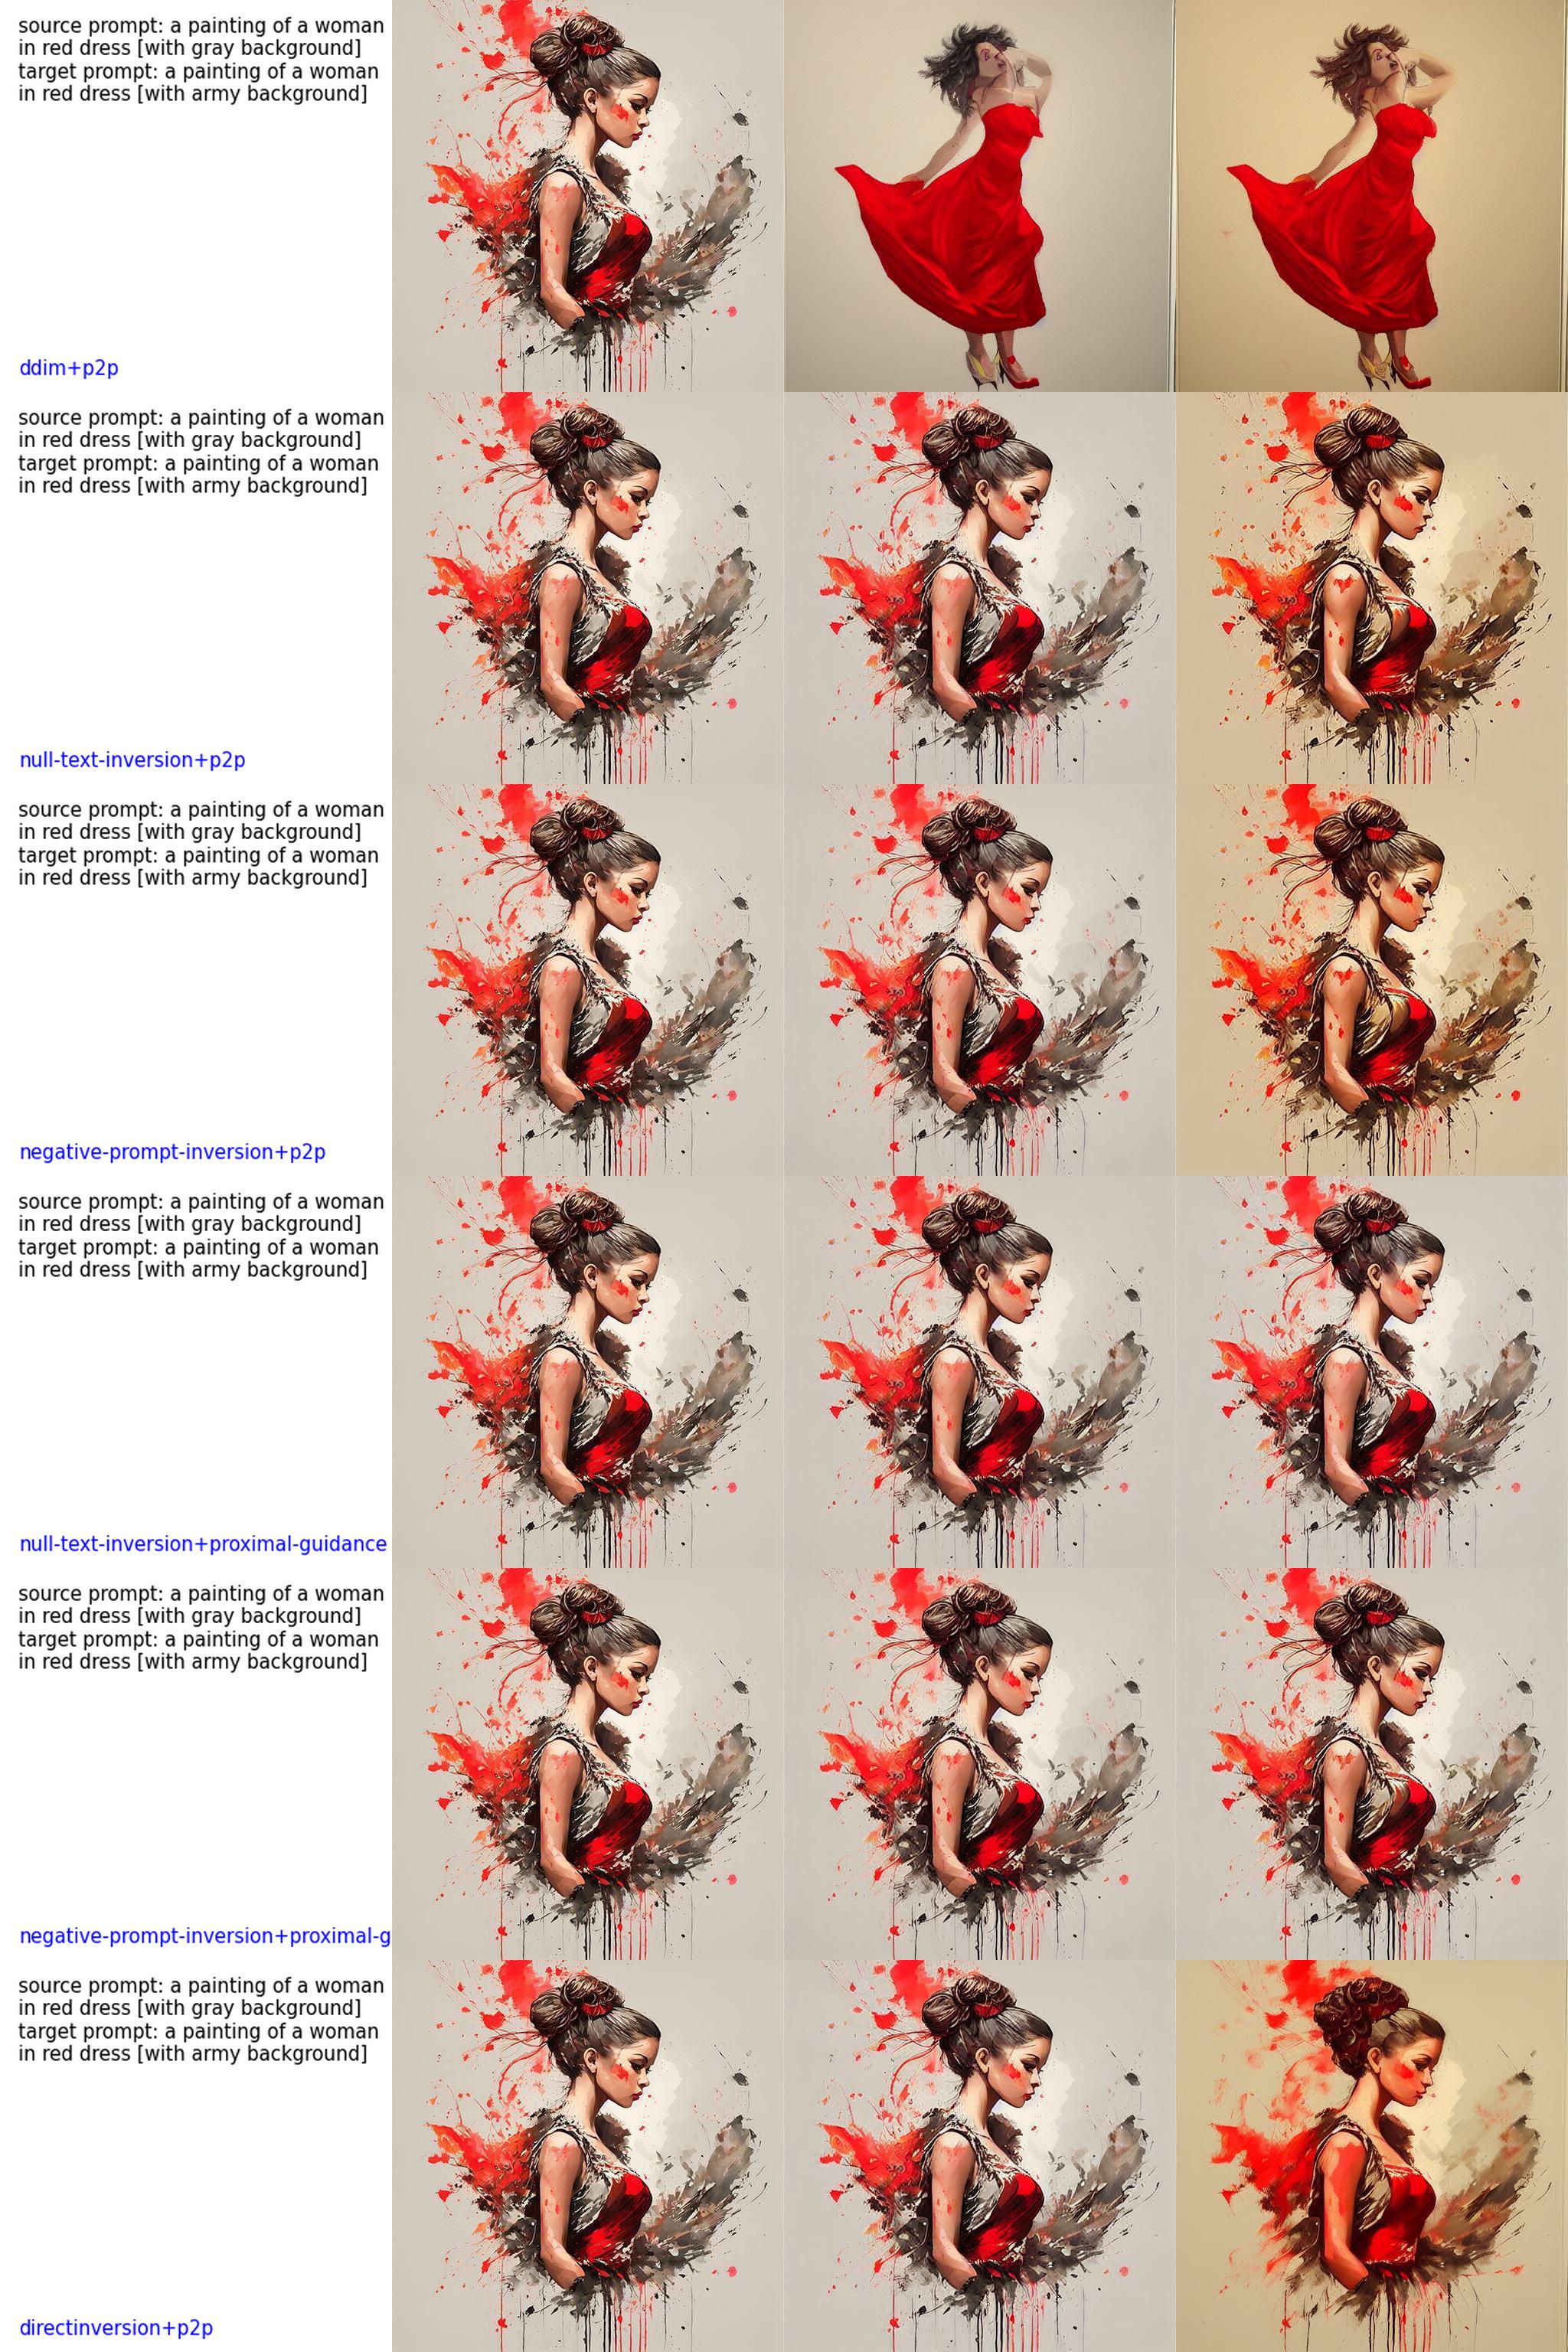 source prompt: a painting of a woman
in red dress [with gray background]
target prompt: a painting of a woman
in red dress [with army background]
ddim+p2p
source prompt: a painting of a woman
in red dress [with gray background]
target prompt: a painting of a woman
in red dress [with army background]
null-text-inversion+p2p
source prompt: a painting of a woman
in red dress [with gray background]
target prompt: a painting of a woman
in red dress [with army background]
negative-prompt-inversion+p2p
source prompt: a painting of a woman
in red dress [with gray background]
target prompt: a painting of a woman
in red dress [with army background]
null-text-inversion+proximal-guidance
source prompt: a painting of a woman
in red dress [with gray background]
target prompt: a painting of a woman
in red dress [with army background]
negative-prompt-inversion+proximal-g
source prompt: a painting of a woman
in red dress [with gray background]
target prompt: a painting of a woman
in red dress [with army background]
directinversion+p2p